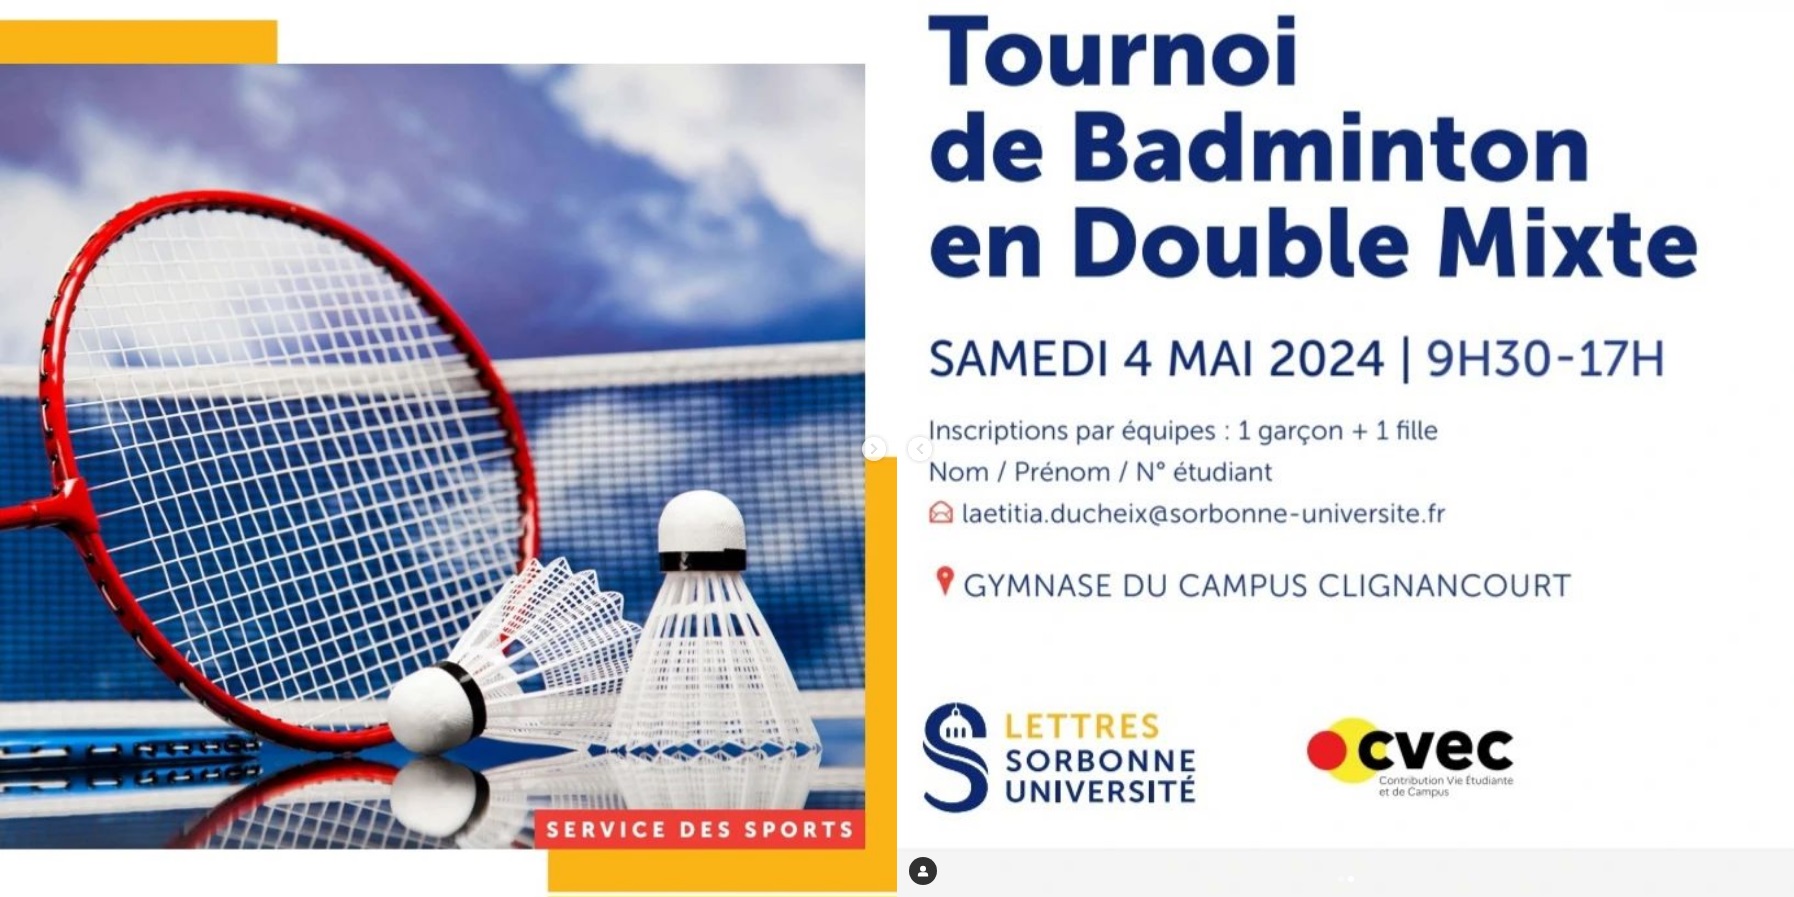 SERVICE DES SPORTS
Tournoi
de Badminton
en Double Mixte
SAMEDI 4 MAI 2024 | 9H30-17H
Inscriptions par équipes : 1 garçon + 1 fille
Nom / Prénom / N° étudiant
laetitia.ducheix@sorbonne-universite.fr
GYMNASE DU CAMPUS CLIGNANCOURT
LETTRES
SORBONNE
UNIVERSITÉ
cvec
Contribution Vie Étudiante
et de Campus